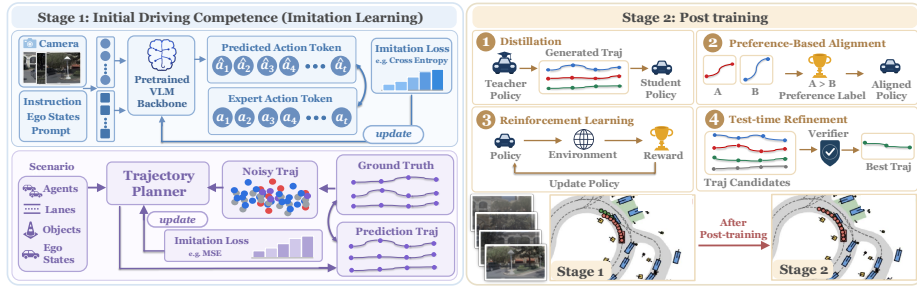 Stage 1: Initial Driving Competence (Imitation Learning)
Camera
Instruction
Ego States
Prompt
Pretrained
VLM
Backbone
Predicted Action Token
â₁ â₂ â₃ â₄ ••• â_t
Expert Action Token
a₁ a₂ a₃ a₄ ••• a_t
Imitation Loss
e.g. Cross Entropy
update
Scenario
Agents
Lanes
Objects
Ego
States
Trajectory
Planner
update
Noisy Traj
Imitation Loss
e.g. MSE
Ground Truth
Prediction Traj
Stage 2: Post training
1 Distillation
Generated Traj
Teacher
Policy
Student
Policy
2 Preference-Based Alignment
A
B
A > B
Preference Label
Aligned
Policy
3 Reinforcement Learning
Policy
Environment
Reward
Update Policy
4 Test-time Refinement
Verifier
Traj Candidates
Best Traj
Stage 1
After
Post-training
Stage 2